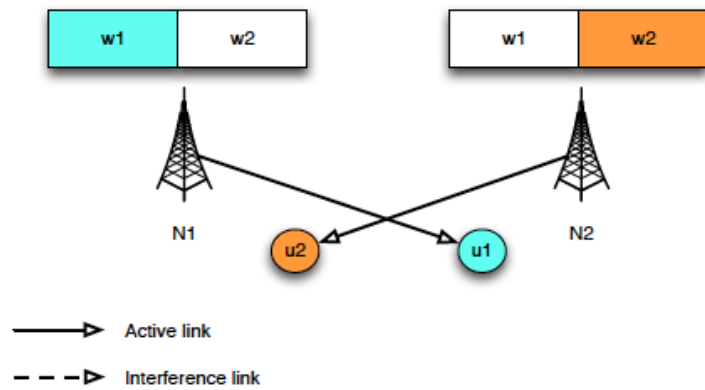 w1 w2 w1 w2
N1 N2
u2 u1
Active link
Interference link